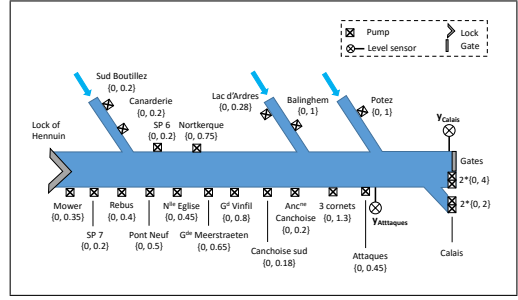 Pump
Lock
Level sensor
Gate
Sud Boutillez
{0, 0.2}
Canarderie
{0, 0.2}
SP 6
{0, 0.2}
Nortkerque
{0, 0.75}
Lac d'Ardres
{0, 0.28}
Balinghem
{0, 1}
Potez
{0, 1}
yCalais
Lock of
Hennuin
Gates
2*{0, 4}
2*{0, 2}
Calais
yAtttaques
Mower
{0, 0.35}
SP 7
{0, 0.2}
Rebus
{0, 0.4}
Pont Neuf
{0, 0.5}
Nlle Eglise
{0, 0.45}
Gde Meerstraeten
{0, 0.65}
Gd Vinfil
{0, 0.8}
Canchoise sud
{0, 0.18}
Ancne
Canchoise
{0, 0.2}
3 cornets
{0, 1.3}
Attaques
{0, 0.45}